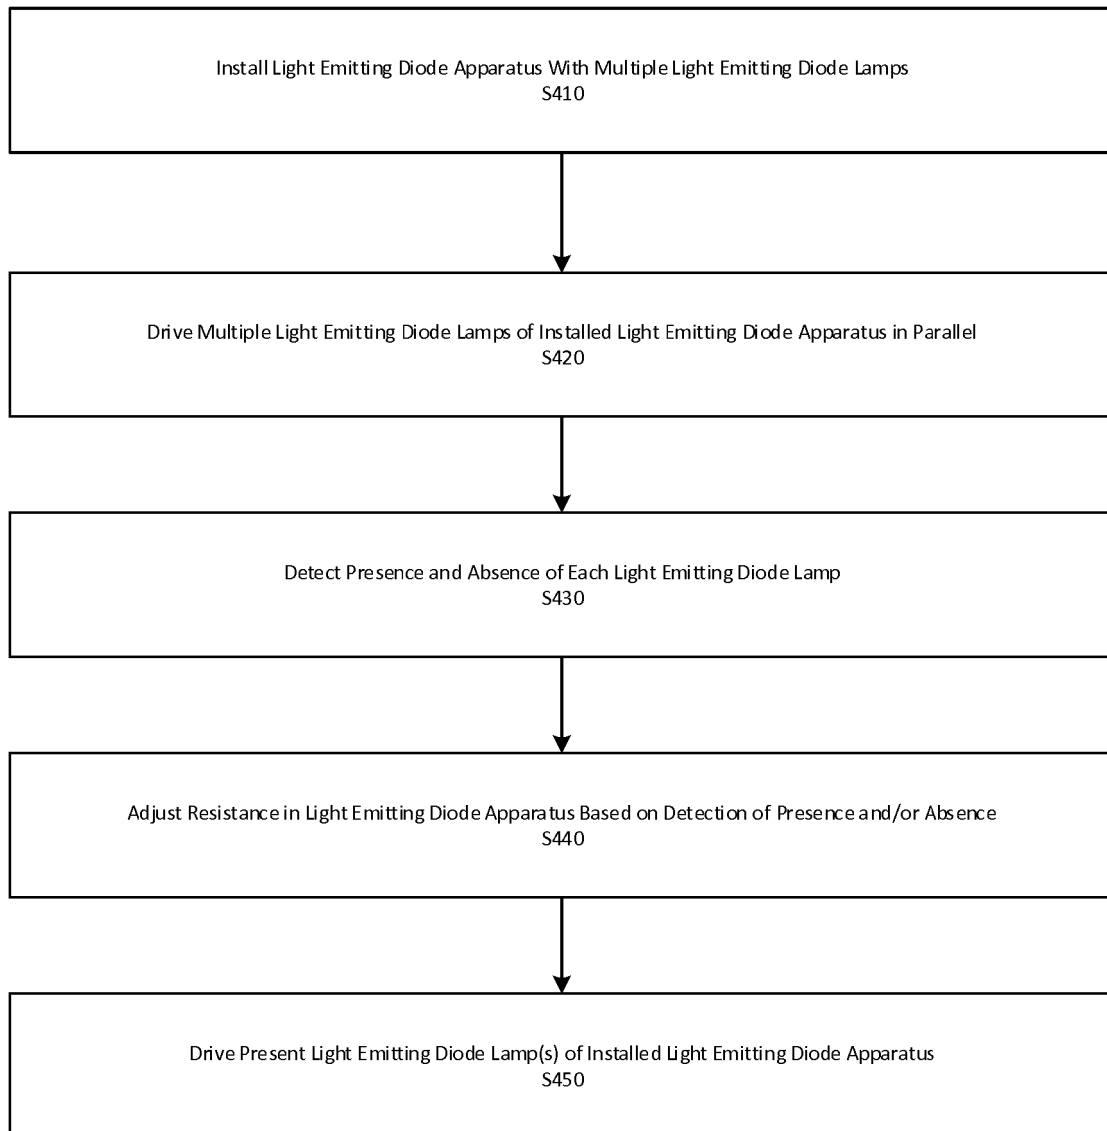 Install Light Emitting Diode Apparatus With Multiple Light Emitting Diode Lamps
S410
Drive Multiple Light Emitting Diode Lamps of Installed Light Emitting Diode Apparatus in Parallel
S420
Detect Presence and Absence of Each Light Emitting Diode Lamp
S430
Adjust Resistance in Light Emitting Diode Apparatus Based on Detection of Presence and/or Absence
S440
Drive Present Light Emitting Diode Lamp(s) of Installed Light Emitting Diode Apparatus
S450